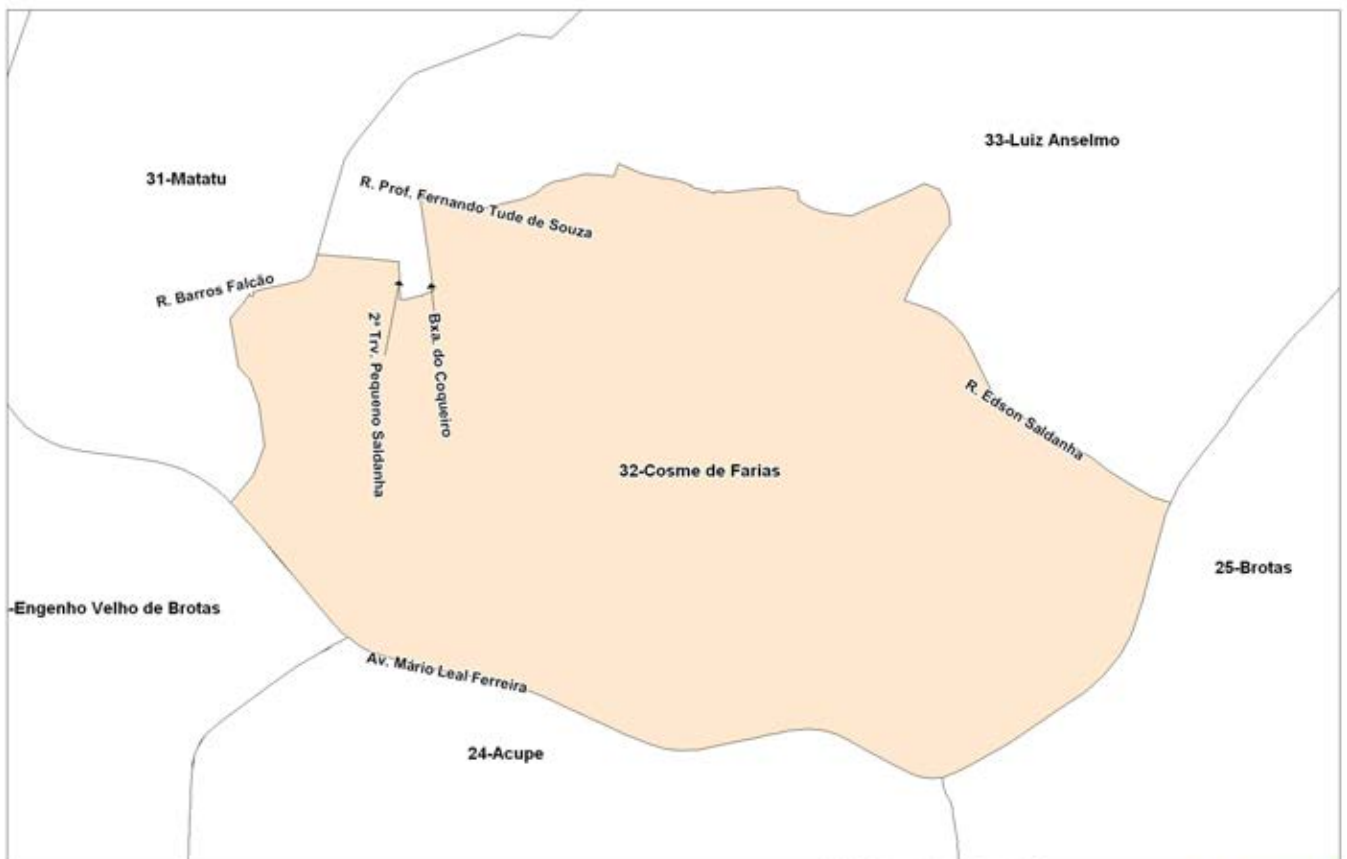 33-Luiz Anselmo
31-Matatu
R. Prof. Fernando Tude de Souza
R. Barros Falcão
2ª Trv. Pequeno Saldanha
Bxa. do Coqueiro
R. Edson Saldanha
32-Cosme de Farias
25-Brotas
-Engenho Velho de Brotas
Av. Mário Leal Ferreira
24-Acupe